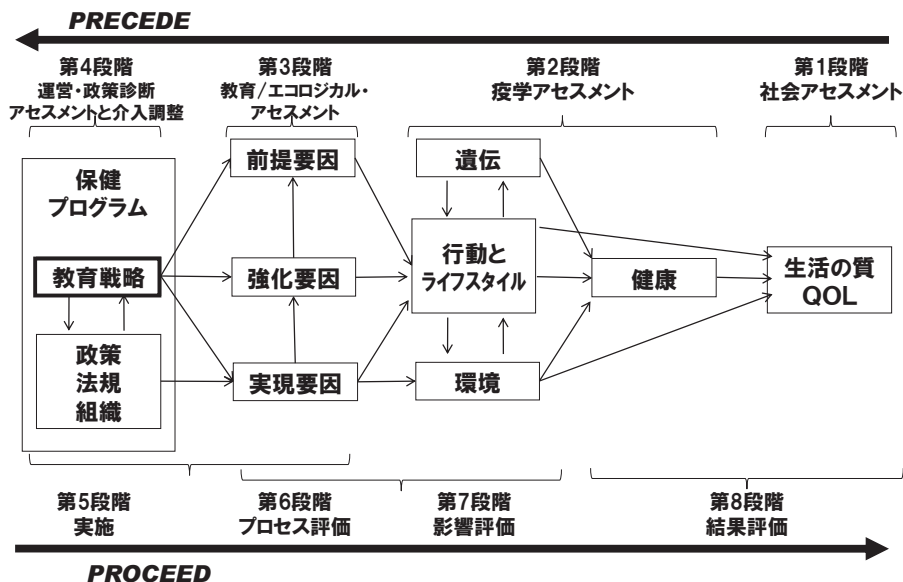 PRECEDE
第4段階
運営・政策診断
アセスメントと介入調整
第3段階
教育/エコロジカル・
アセスメント
第2段階
疫学アセスメント
第1段階
社会アセスメント
保健
プログラム
教育戦略
政策
法規
組織
前提要因
強化要因
実現要因
遺伝
行動と
ライフスタイル
環境
健康
生活の質
QOL
第5段階
実施
第6段階
プロセス評価
第7段階
影響評価
第8段階
結果評価
PROCEED